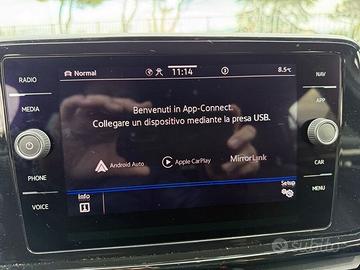 RADIO
MEDIA
PHONE
VOICE
Normal
11:14
8.5°C
Benvenuti in App-Connect.
Collegare un dispositivo mediante la presa USB.
Android Auto
Apple CarPlay
MirrorLink
Info
Setup
NAV
APP
CAR
MENU
subito